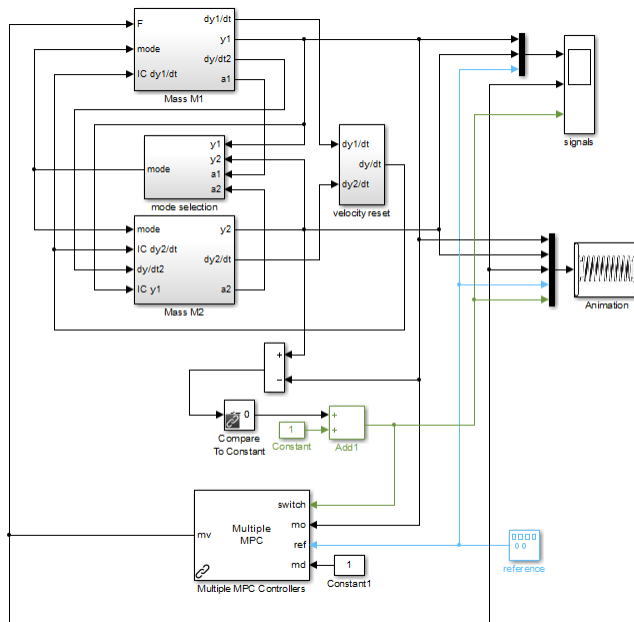 F
mode
IC dy1/dt
dy1/dt
y1
dy/dt2
a1
Mass M1
signals
mode
y1
y2
a1
a2
mode selection
dy1/dt
dy/dt
dy2/dt
velocity reset
mode
IC dy2/dt
dy/dt2
IC y1
y2
dy2/dt
a2
Mass M2
Animation
+
−
0
Compare
To Constant
1
Constant
+
+
Add1
switch
mo
ref
md
mv
Multiple
MPC
Multiple MPC Controllers
1
Constant1
0 0
reference